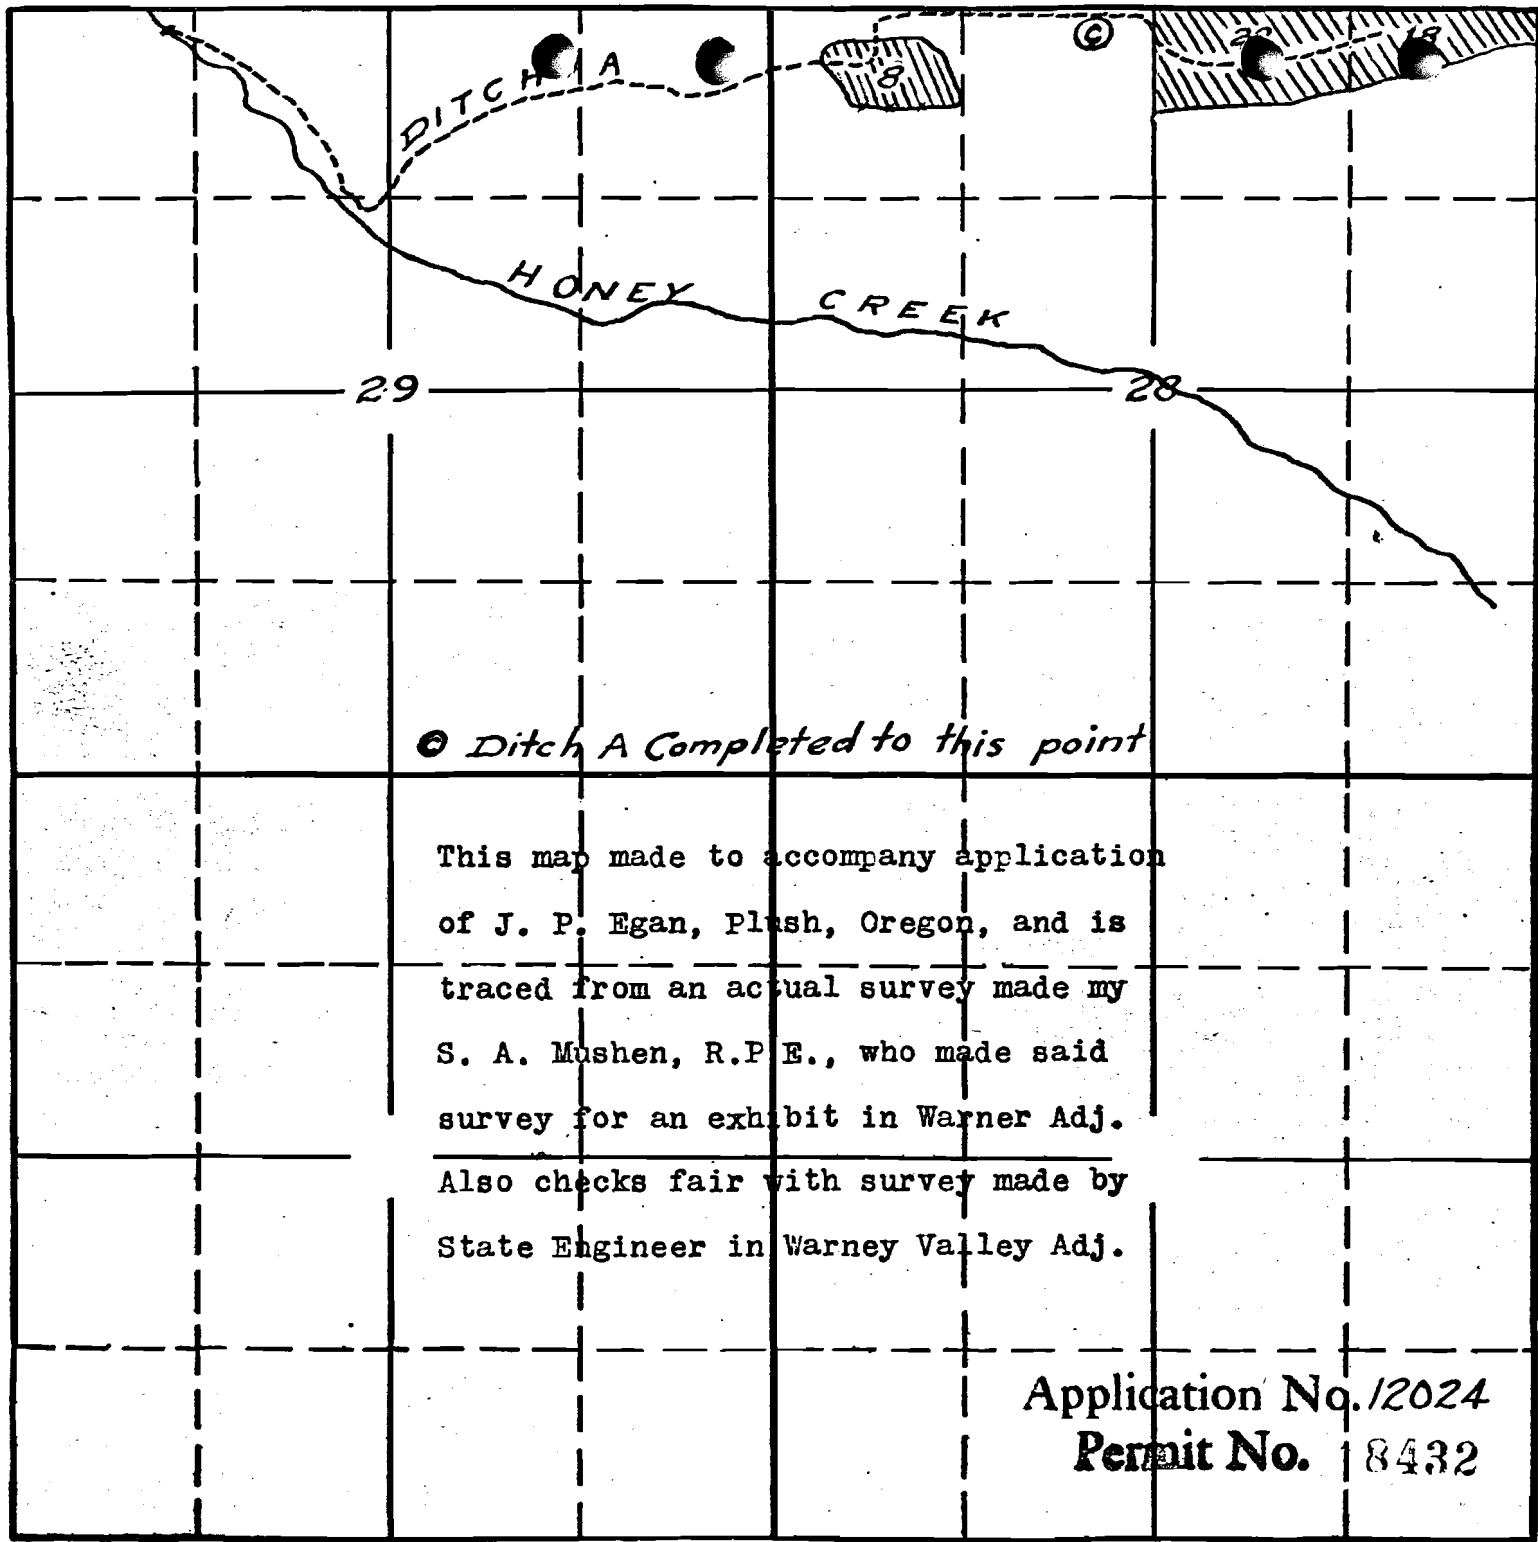 ©
20
18
DITCH A
8
HONEY CREEK
29
28
© Ditch A Completed to this point
This map made to accompany application
of J. P. Egan, Plush, Oregon, and is
traced from an actual survey made my
S. A. Mushen, R.P.E., who made said
survey for an exhibit in Warner Adj.
Also checks fair with survey made by
State Engineer in Warney Valley Adj.
Application No. 12024
Permit No. 8432